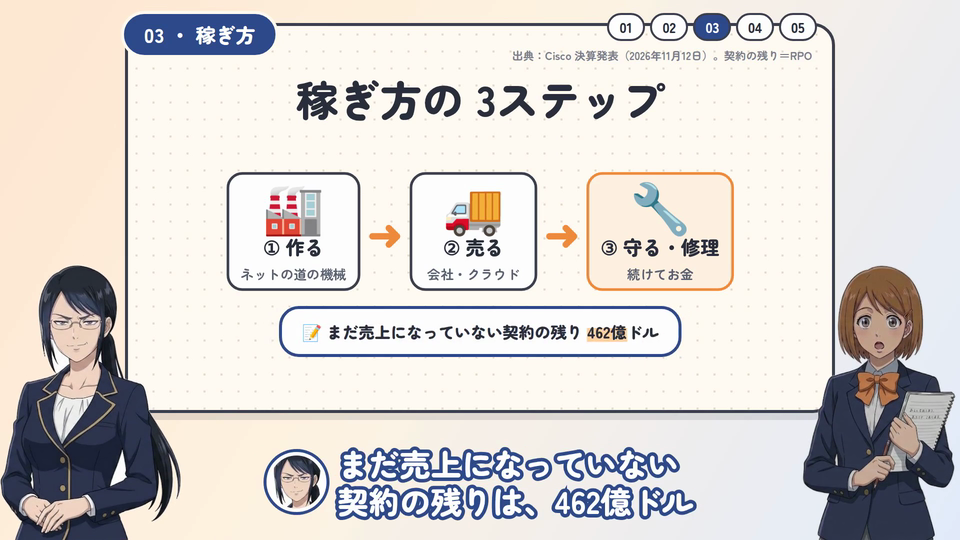 03 ・ 稼ぎ方
01 02 03 04 05
出典：Cisco 決算発表（2026年11月12日）。契約の残り＝RPO
稼ぎ方の 3ステップ
① 作る
ネットの道の機械
② 売る
会社・クラウド
③ 守る・修理
続けてお金
まだ売上になっていない契約の残り 462億ドル
まだ売上になっていない
契約の残りは、462億ドル